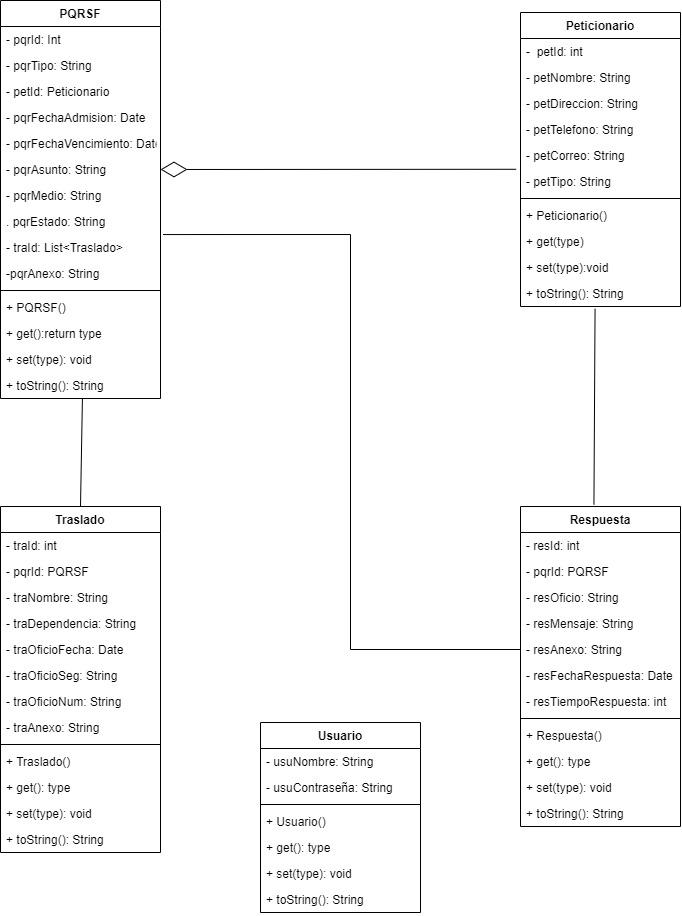 PQRSF
- pqrId: Int
- pqrTipo: String
- petId: Peticionario
- pqrFechaAdmision: Date
- pqrFechaVencimiento: Date
- pqrAsunto: String
- pqrMedio: String
. pqrEstado: String
- traId: List<Traslado>
-pqrAnexo: String
+ PQRSF()
+ get():return type
+ set(type): void
+ toString(): String
Peticionario
- petId: int
- petNombre: String
- petDireccion: String
- petTelefono: String
- petCorreo: String
- petTipo: String
+ Peticionario()
+ get(type)
+ set(type):void
+ toString(): String
Traslado
- traId: int
- pqrId: PQRSF
- traNombre: String
- traDependencia: String
- traOficioFecha: Date
- traOficioSeg: String
- traOficioNum: String
- traAnexo: String
+ Traslado()
+ get(): type
+ set(type): void
+ toString(): String
Respuesta
- resId: int
- pqrId: PQRSF
- resOficio: String
- resMensaje: String
- resAnexo: String
- resFechaRespuesta: Date
- resTiempoRespuesta: int
+ Respuesta()
+ get(): type
+ set(type): void
+ toString(): String
Usuario
- usuNombre: String
- usuContraseña: String
+ Usuario()
+ get(): type
+ set(type): void
+ toString(): String